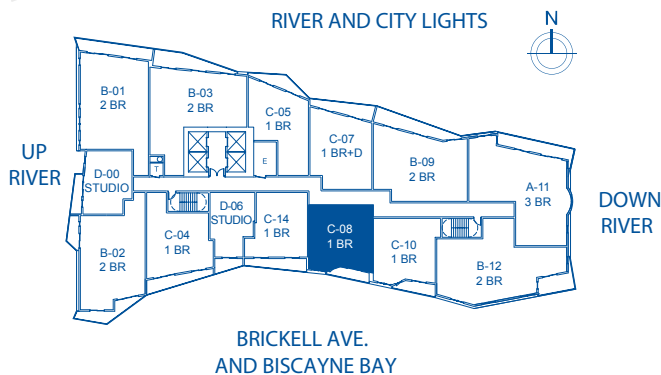 RIVER AND CITY LIGHTS
N
B-01
2 BR
B-03
2 BR
C-05
1 BR
C-07
1 BR+D
B-09
2 BR
A-11
3 BR
UP
RIVER
D-00
STUDIO
T
E
DOWN
RIVER
B-02
2 BR
C-04
1 BR
D-06
STUDIO
C-14
1 BR
C-08
1 BR
C-10
1 BR
B-12
2 BR
BRICKELL AVE.
AND BISCAYNE BAY